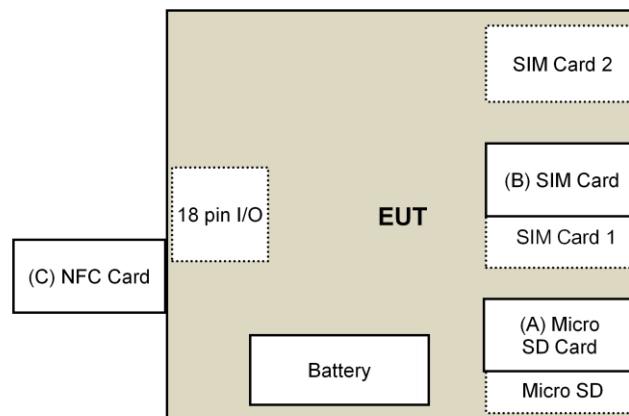 SIM Card 2
(B) SIM Card
18 pin I/O
EUT
SIM Card 1
(C) NFC Card
(A) Micro
SD Card
Battery
Micro SD